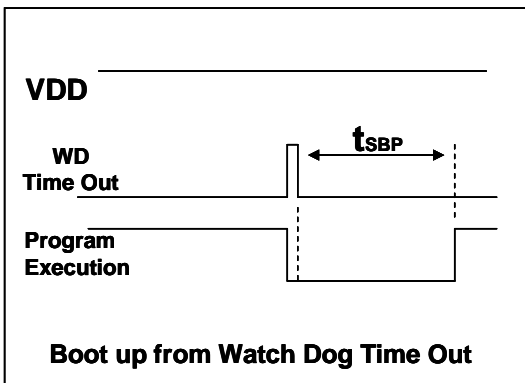 VDD
tSBP
WD
Time Out
Program
Execution
Boot up from Watch Dog Time Out